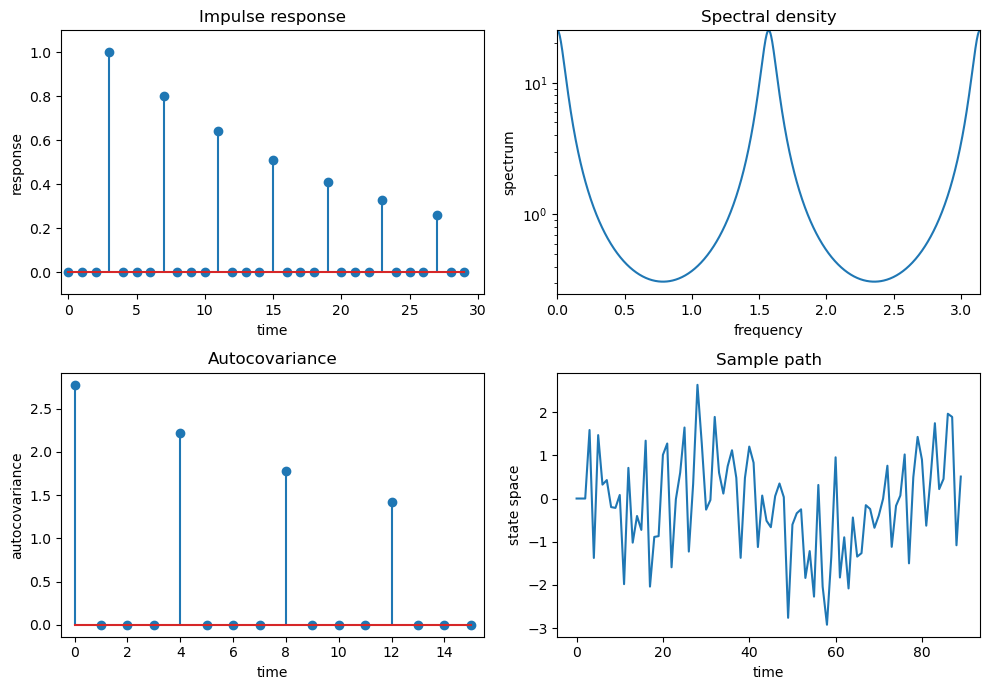 Impulse response
1.0
0.8
0.6
0.4
0.2
0.0
response
0 5 10 15 20 25 30
time
Spectral density
10¹
10⁰
spectrum
0.0 0.5 1.0 1.5 2.0 2.5 3.0
frequency
Autocovariance
2.5
2.0
1.5
1.0
0.5
0.0
autocovariance
0 2 4 6 8 10 12 14
time
Sample path
2
1
0
−1
−2
−3
state space
0 20 40 60 80
time